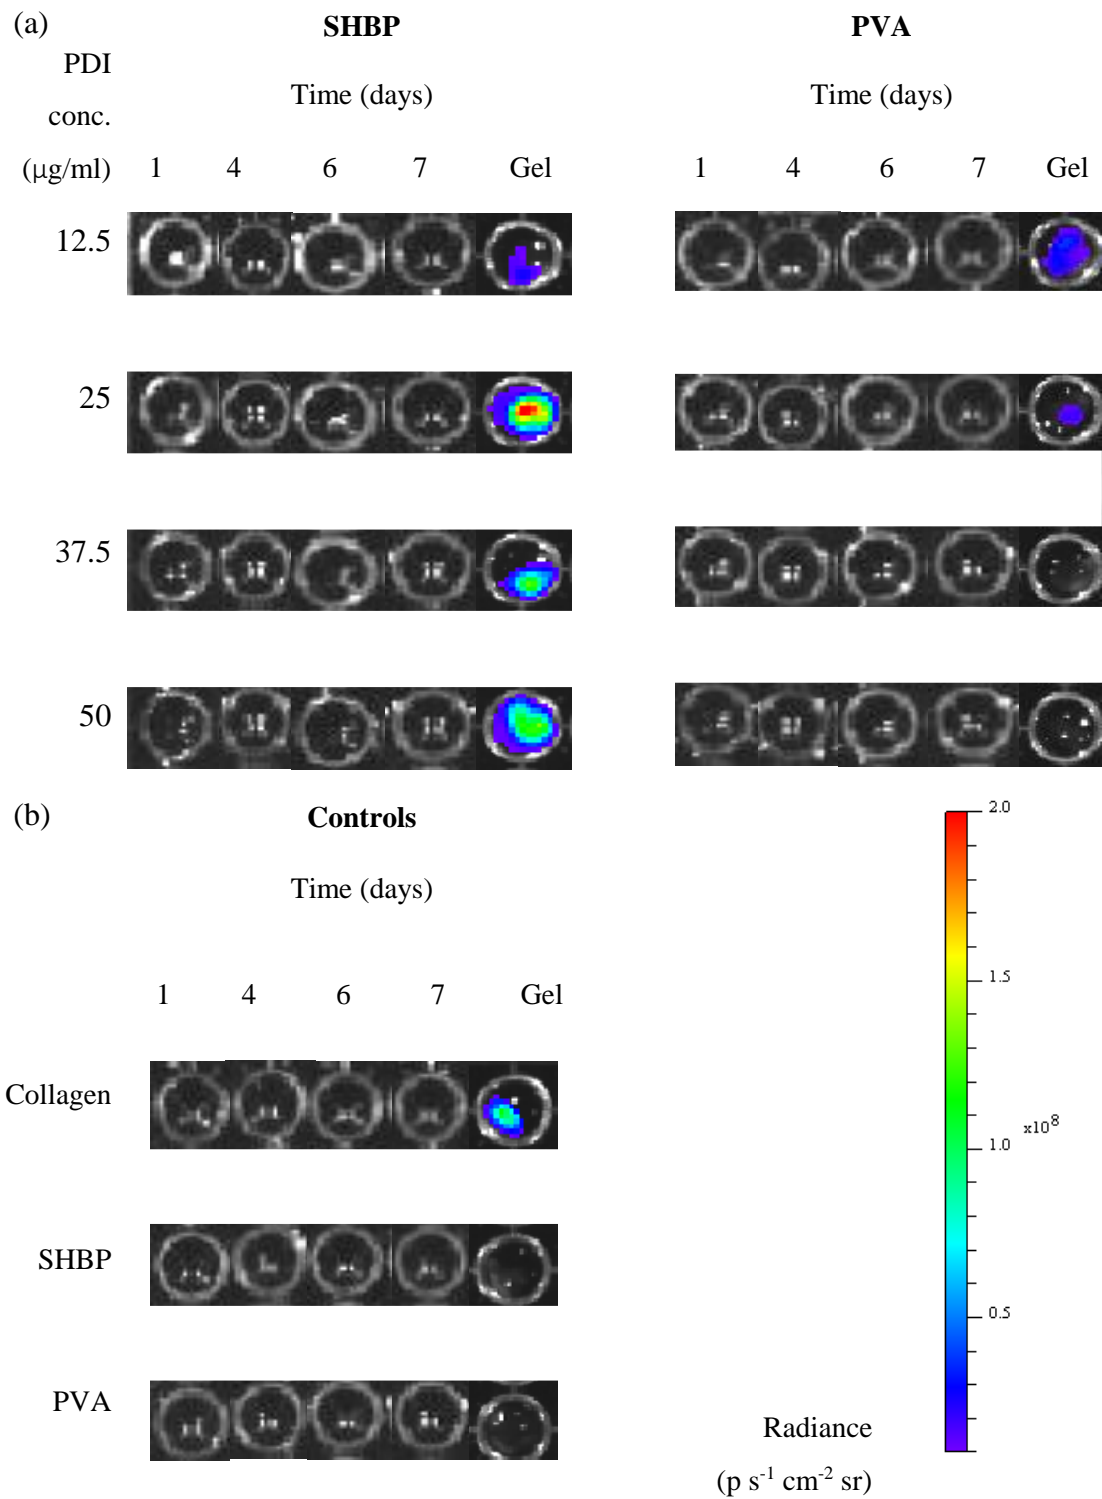 (a) SHBP PVA
PDI
conc.
(μg/ml)
Time (days) Time (days)
1 4 6 7 Gel 1 4 6 7 Gel
12.5
25
37.5
50
(b) Controls
Time (days)
1 4 6 7 Gel
Collagen
SHBP
PVA
2.0
1.5
1.0
x10⁸
0.5
Radiance
(p s⁻¹ cm⁻² sr)